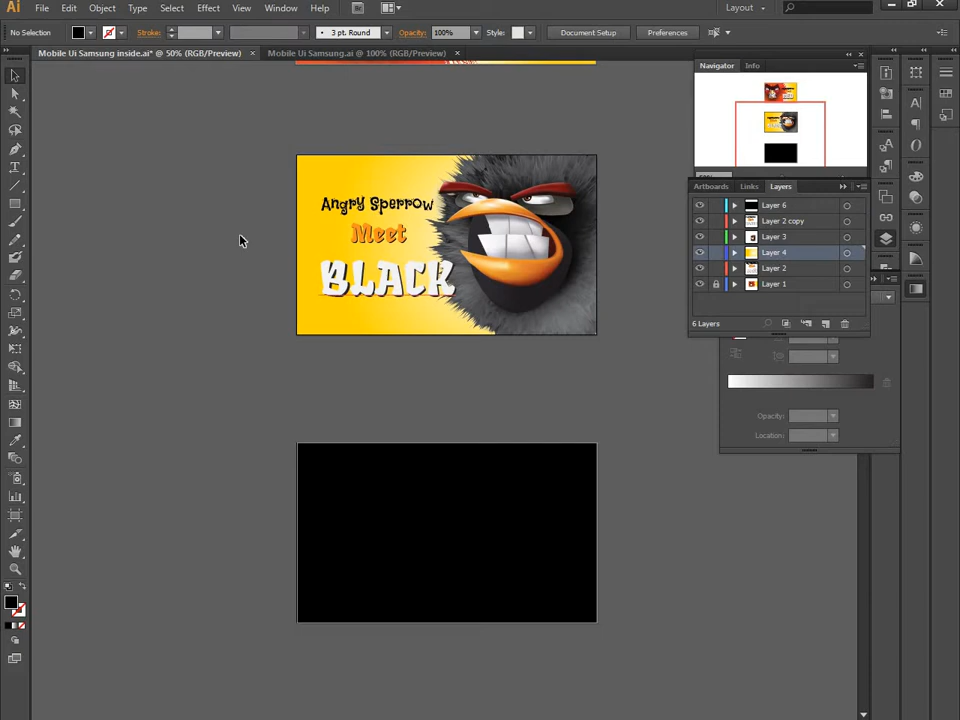 Ai File Edit Object Type Select Effect View Window Help Layout
No Selection Stroke: 3 pt. Round Opacity: 100% Style: Document Setup Preferences
Mobile Ui Samsung inside.ai* @ 50% (RGB/Preview) × Mobile Ui Samsung.ai @ 100% (RGB/Preview) ×
Navigator Info
Artboards Links Layers
Layer 6
Layer 2 copy
Layer 3
Layer 4
Layer 2
Layer 1
6 Layers
Opacity:
Location:
Angry Sperrow
Meet
BLACK